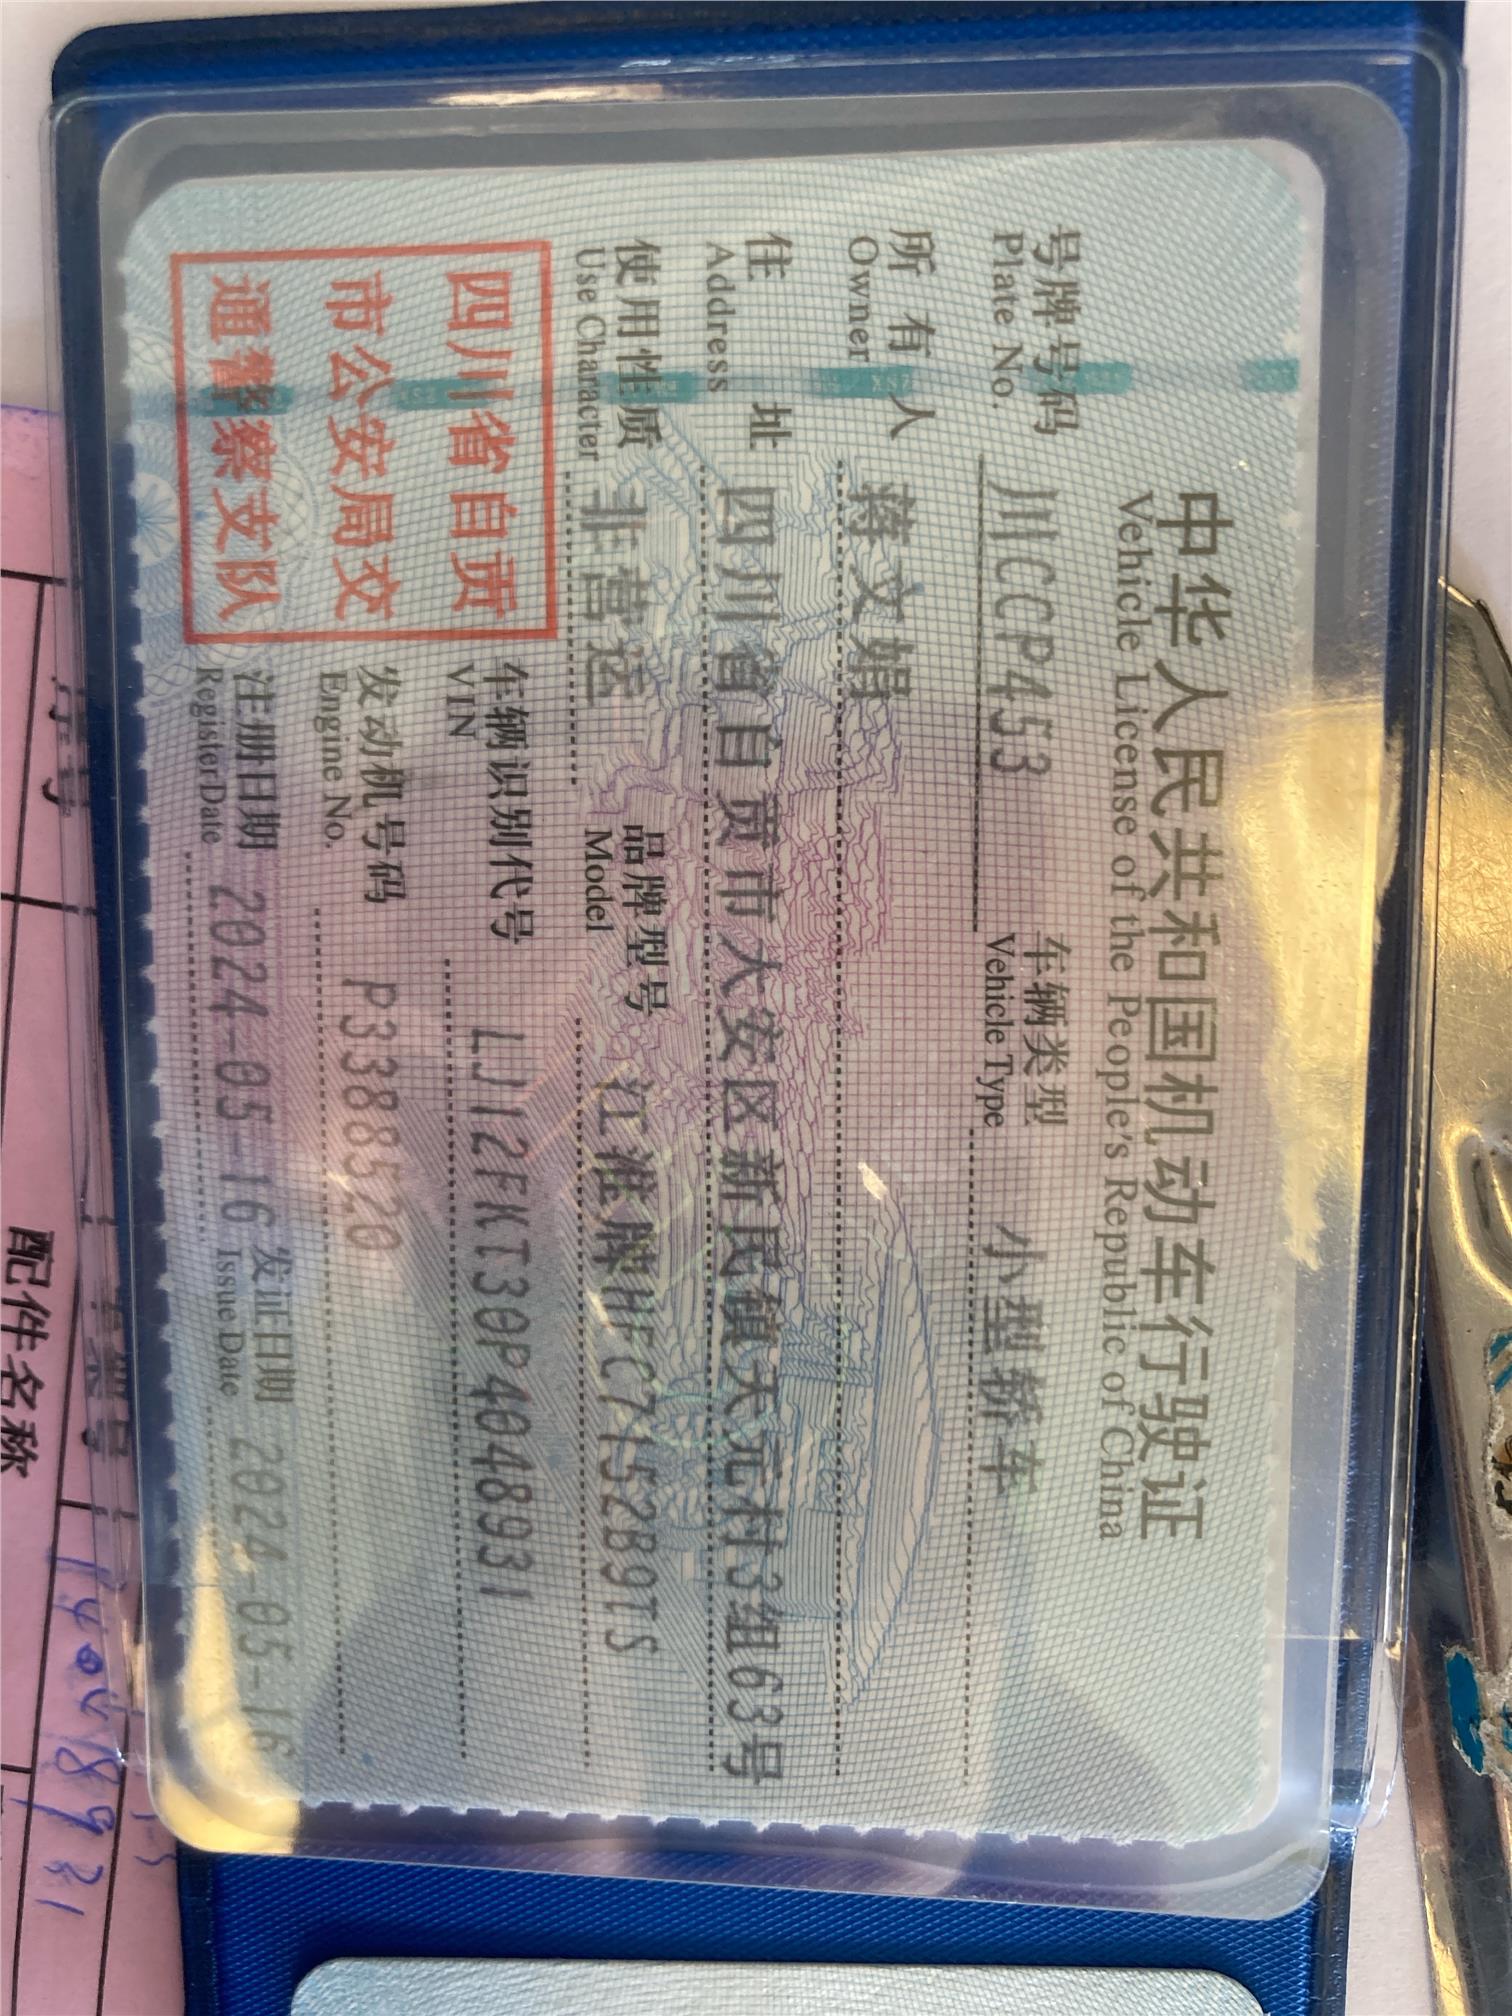 中华人民共和国机动车行驶证
Vehicle License of the People's Republic of China
号牌号码 川CCP453 车辆类型 小型轿车
Plate No. Vehicle Type
所有人 蒋文娟
Owner
住址 四川省自贡市大安区新民镇天元村3组63号
Address
使用性质 非营运 品牌型号 江淮牌HFC7152B9TS
Use Character Model
四川省自贡
市公安局交
通警察支队
车辆识别代号 LJ12FKT30P4048931
VIN
发动机号码 P3388520
Engine No.
注册日期 2024-05-16 发证日期 2024-05-16
Register Date Issue Date
4048931
配件名称